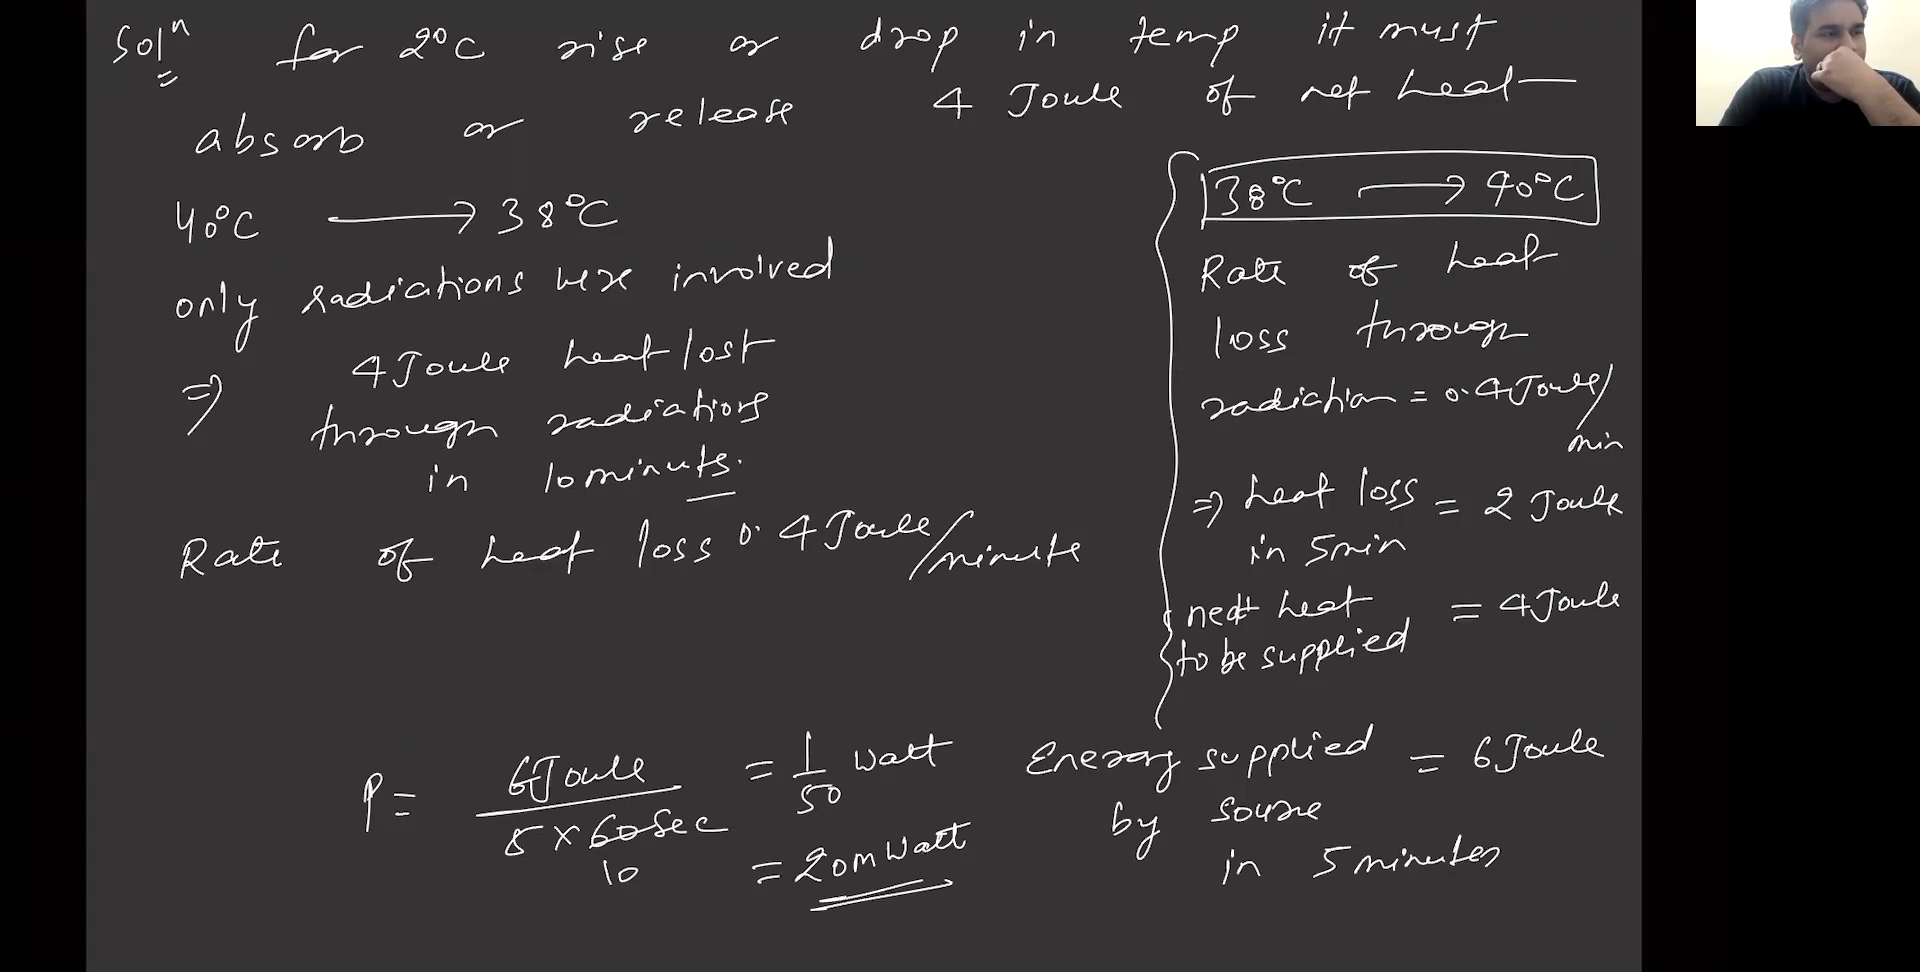 Solⁿ for 2°C rise or drop in temp it must
absorb or release 4 Joule of net heat
40°C → 38°C
only radiations were involved
⇒ 4 Joule heat lost
through radiations
in 10 minuts.
Rate of heat loss 0.4 Joule/minute
38°C → 40°C
Rate of heat
loss through
radiation = 0.4 Joule/
min
⇒ heat loss = 2 Joule
in 5min
net heat = 4 Joule
to be supplied
Energy supplied = 6 Joule
by source
in 5 minutes
P = 6 Joule / 5 × 60 sec = 1/50 watt
10
= 20 m watt